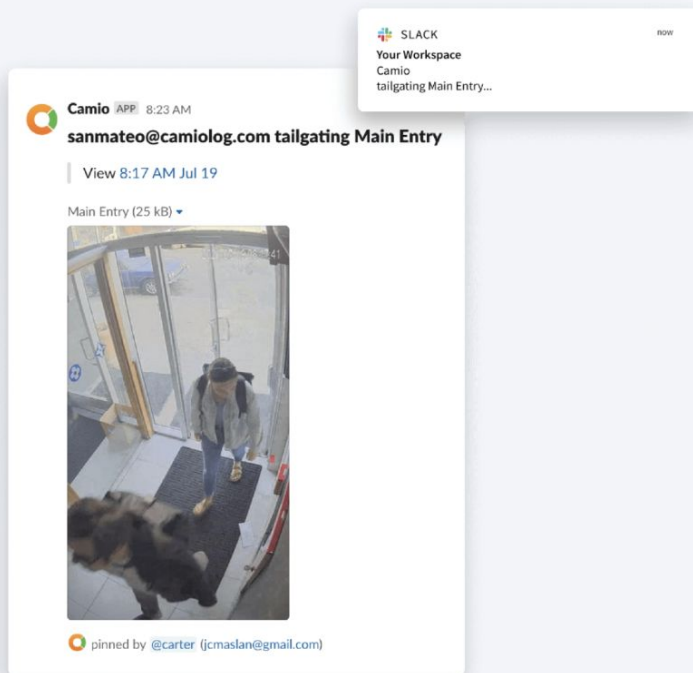 SLACK
now
Your Workspace
Camio
tailgating Main Entry...
Camio APP 8:23 AM
sanmateo@camiolog.com tailgating Main Entry
View 8:17 AM Jul 19
Main Entry (25 kB)
41
pinned by @carter (jcmaslan@gmail.com)